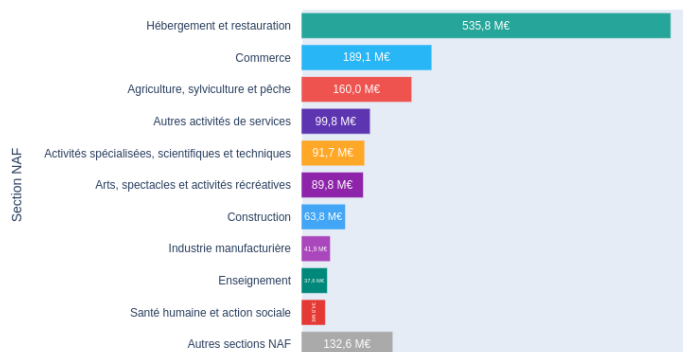 Section NAF
Hébergement et restauration 535,8 M€
Commerce 189,1 M€
Agriculture, sylviculture et pêche 160,0 M€
Autres activités de services 99,8 M€
Activités spécialisées, scientifiques et techniques 91,7 M€
Arts, spectacles et activités récréatives 89,8 M€
Construction 63,8 M€
Industrie manufacturière 41,9 M€
Enseignement
Santé humaine et action sociale
Autres sections NAF 132,6 M€